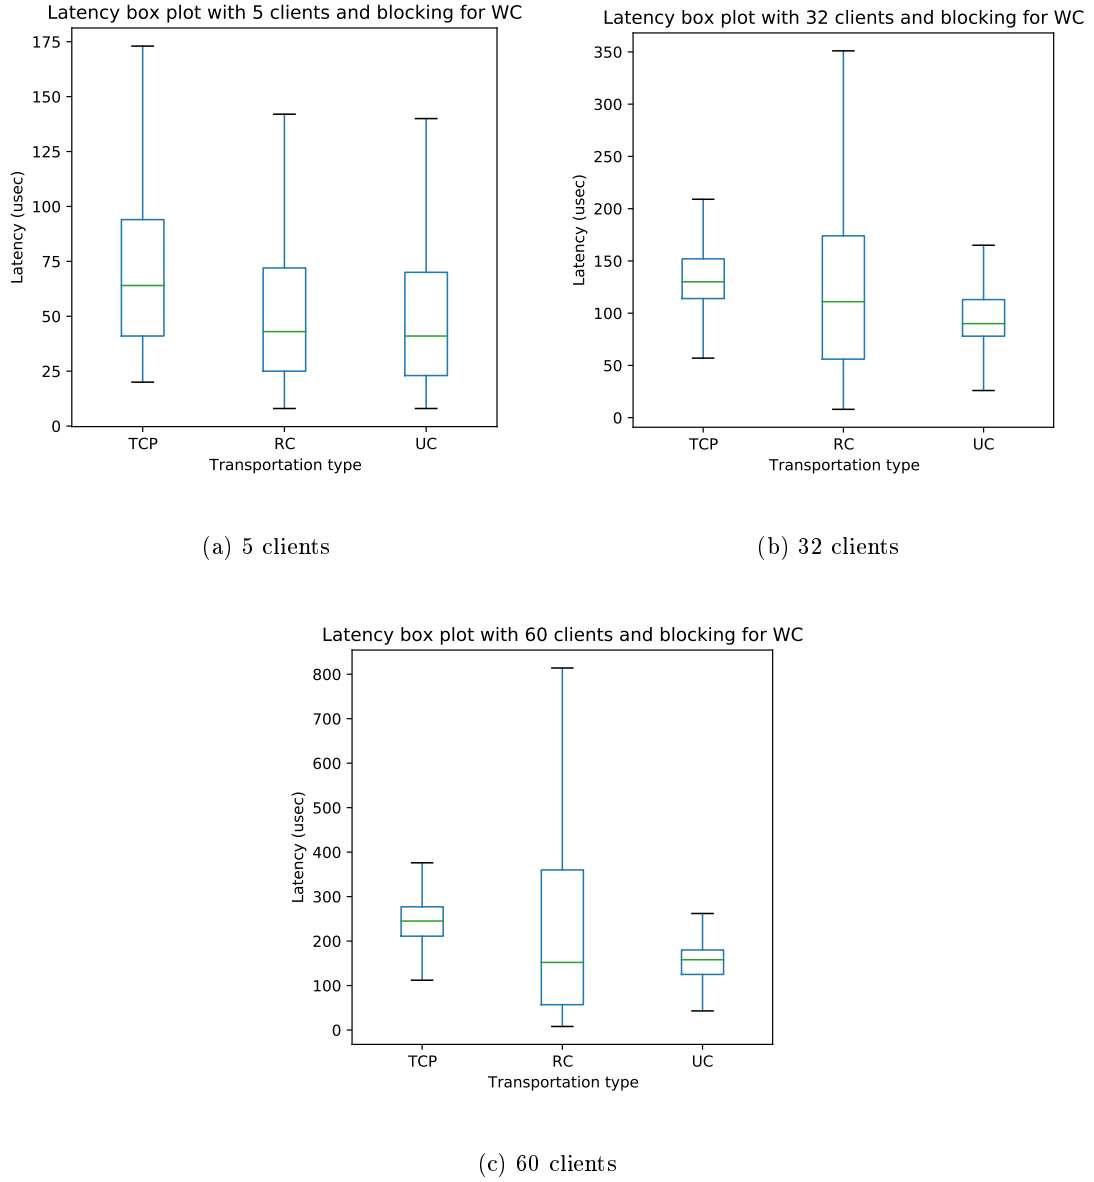 Latency box plot with 5 clients and blocking for WC
175
150
125
100
75
50
25
0
Latency (usec)
TCP RC UC
Transportation type
(a) 5 clients
Latency box plot with 32 clients and blocking for WC
350
300
250
200
150
100
50
0
Latency (usec)
TCP RC UC
Transportation type
(b) 32 clients
Latency box plot with 60 clients and blocking for WC
800
700
600
500
400
300
200
100
0
Latency (usec)
TCP RC UC
Transportation type
(c) 60 clients